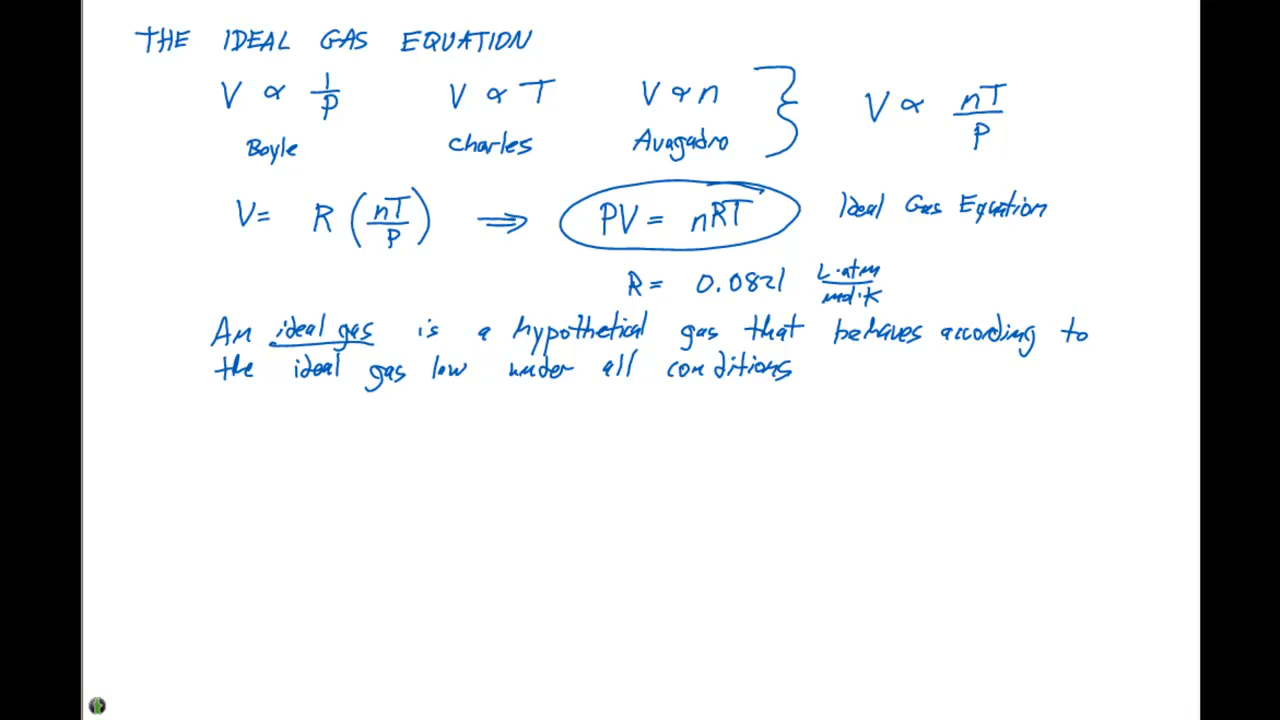 THE IDEAL GAS EQUATION
V ∝ 1/P V ∝ T V ∝ n } V ∝ nT/P
Boyle Charles Avagadro
V = R (nT/P) ⇒ PV = nRT Ideal Gas Equation
R = 0.0821 L·atm/mol·K
An ideal gas is a hypothetical gas that behaves according to
the ideal gas law under all conditions